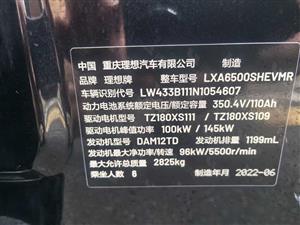 中国 重庆理想汽车有限公司 制造
品牌 理想牌 整车型号 LXA6500SHEVMR
车辆识别代号 LW433B111N1054607
动力电池系统额定电压/额定容量 350.4V/110Ah
驱动电机型号 TZ180XS111 / TZ180XS109
驱动电机峰值功率 100kW / 145kW
发动机型号 DAM12TD 发动机排量 1199mL
发动机最大净功率/转速 96kW/5500r/min
最大允许总质量 2825kg
乘坐人数 6 制造年月 2022-06